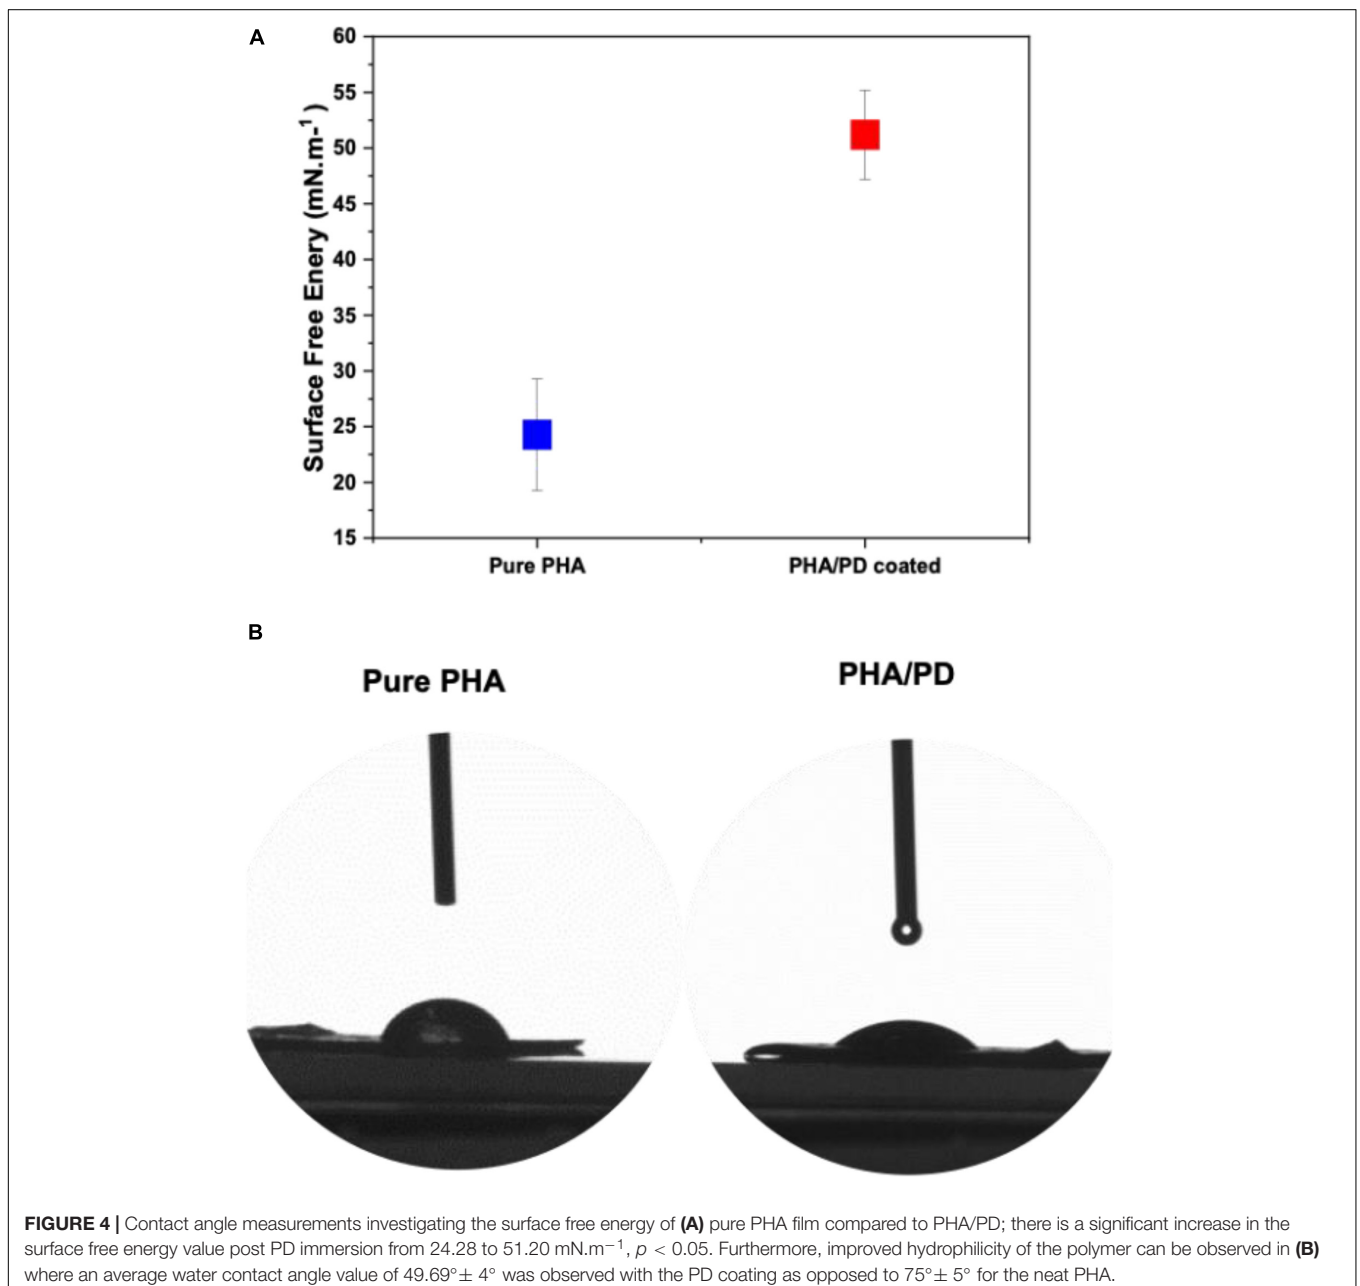 A
60
55
50
45
40
35
30
25
20
15
Surface Free Enery (mN.m-¹ )
Pure PHA
PHA/PD coated
B
Pure PHA
PHA/PD
FIGURE 4 | Contact angle measurements investigating the surface free energy of (A) pure PHA film compared to PHA/PD; there is a significant increase in the
surface free energy value post PD immersion from 24.28 to 51.20 mN.m⁻¹, p < 0.05. Furthermore, improved hydrophilicity of the polymer can be observed in (B)
where an average water contact angle value of 49.69°± 4° was observed with the PD coating as opposed to 75°± 5° for the neat PHA.